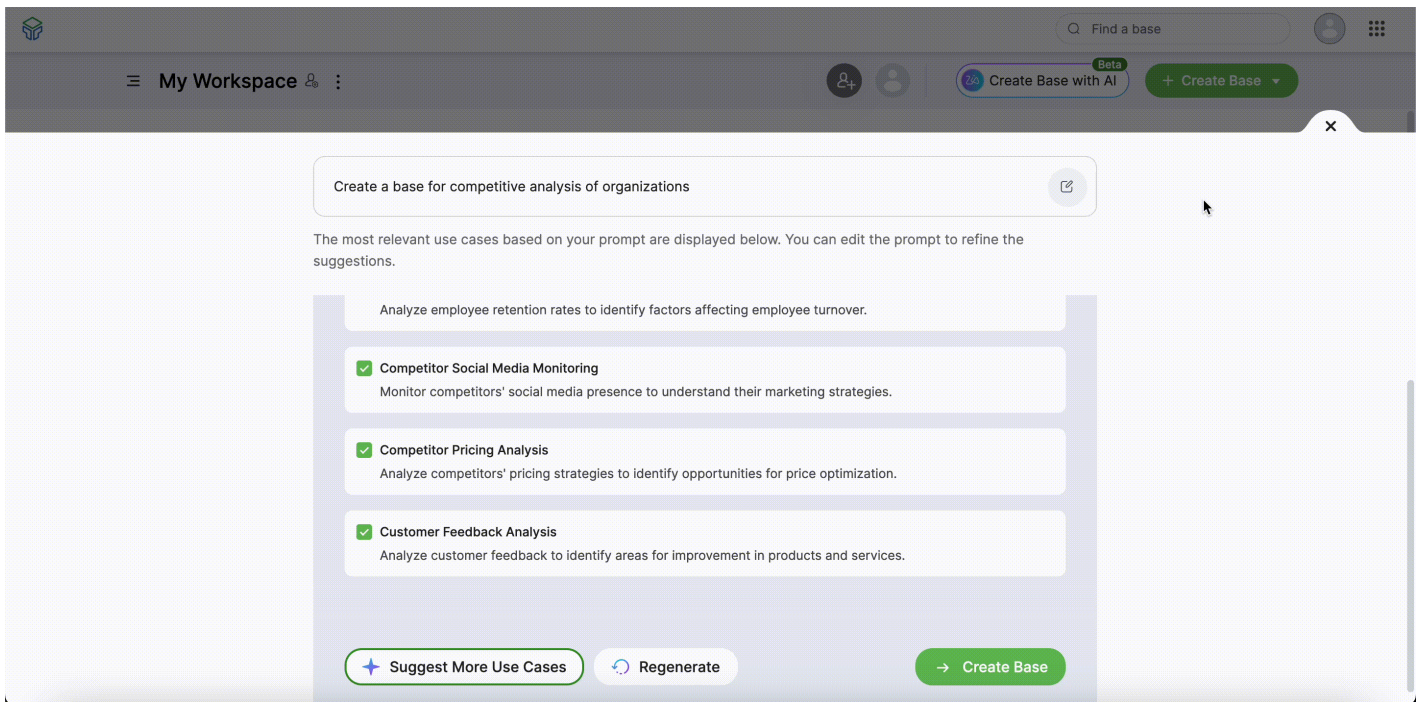 Find a base
My Workspace
Create Base with AI
Beta
+ Create Base
Create a base for competitive analysis of organizations
The most relevant use cases based on your prompt are displayed below. You can edit the prompt to refine the
suggestions.
Analyze employee retention rates to identify factors affecting employee turnover.
Competitor Social Media Monitoring
Monitor competitors' social media presence to understand their marketing strategies.
Competitor Pricing Analysis
Analyze competitors' pricing strategies to identify opportunities for price optimization.
Customer Feedback Analysis
Analyze customer feedback to identify areas for improvement in products and services.
Suggest More Use Cases
Regenerate
Create Base